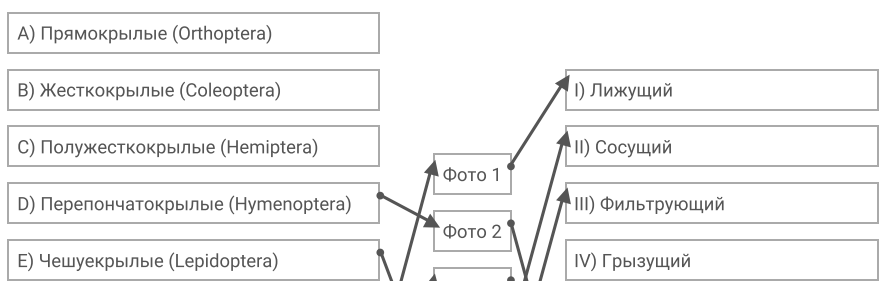 A) Прямокрылые (Orthoptera)
B) Жесткокрылые (Coleoptera)
C) Полужесткокрылые (Hemiptera)
D) Перепончатокрылые (Hymenoptera)
E) Чешуекрылые (Lepidoptera)
Фото 1
Фото 2
I) Лижущий
II) Сосущий
III) Фильтрующий
IV) Грызущий